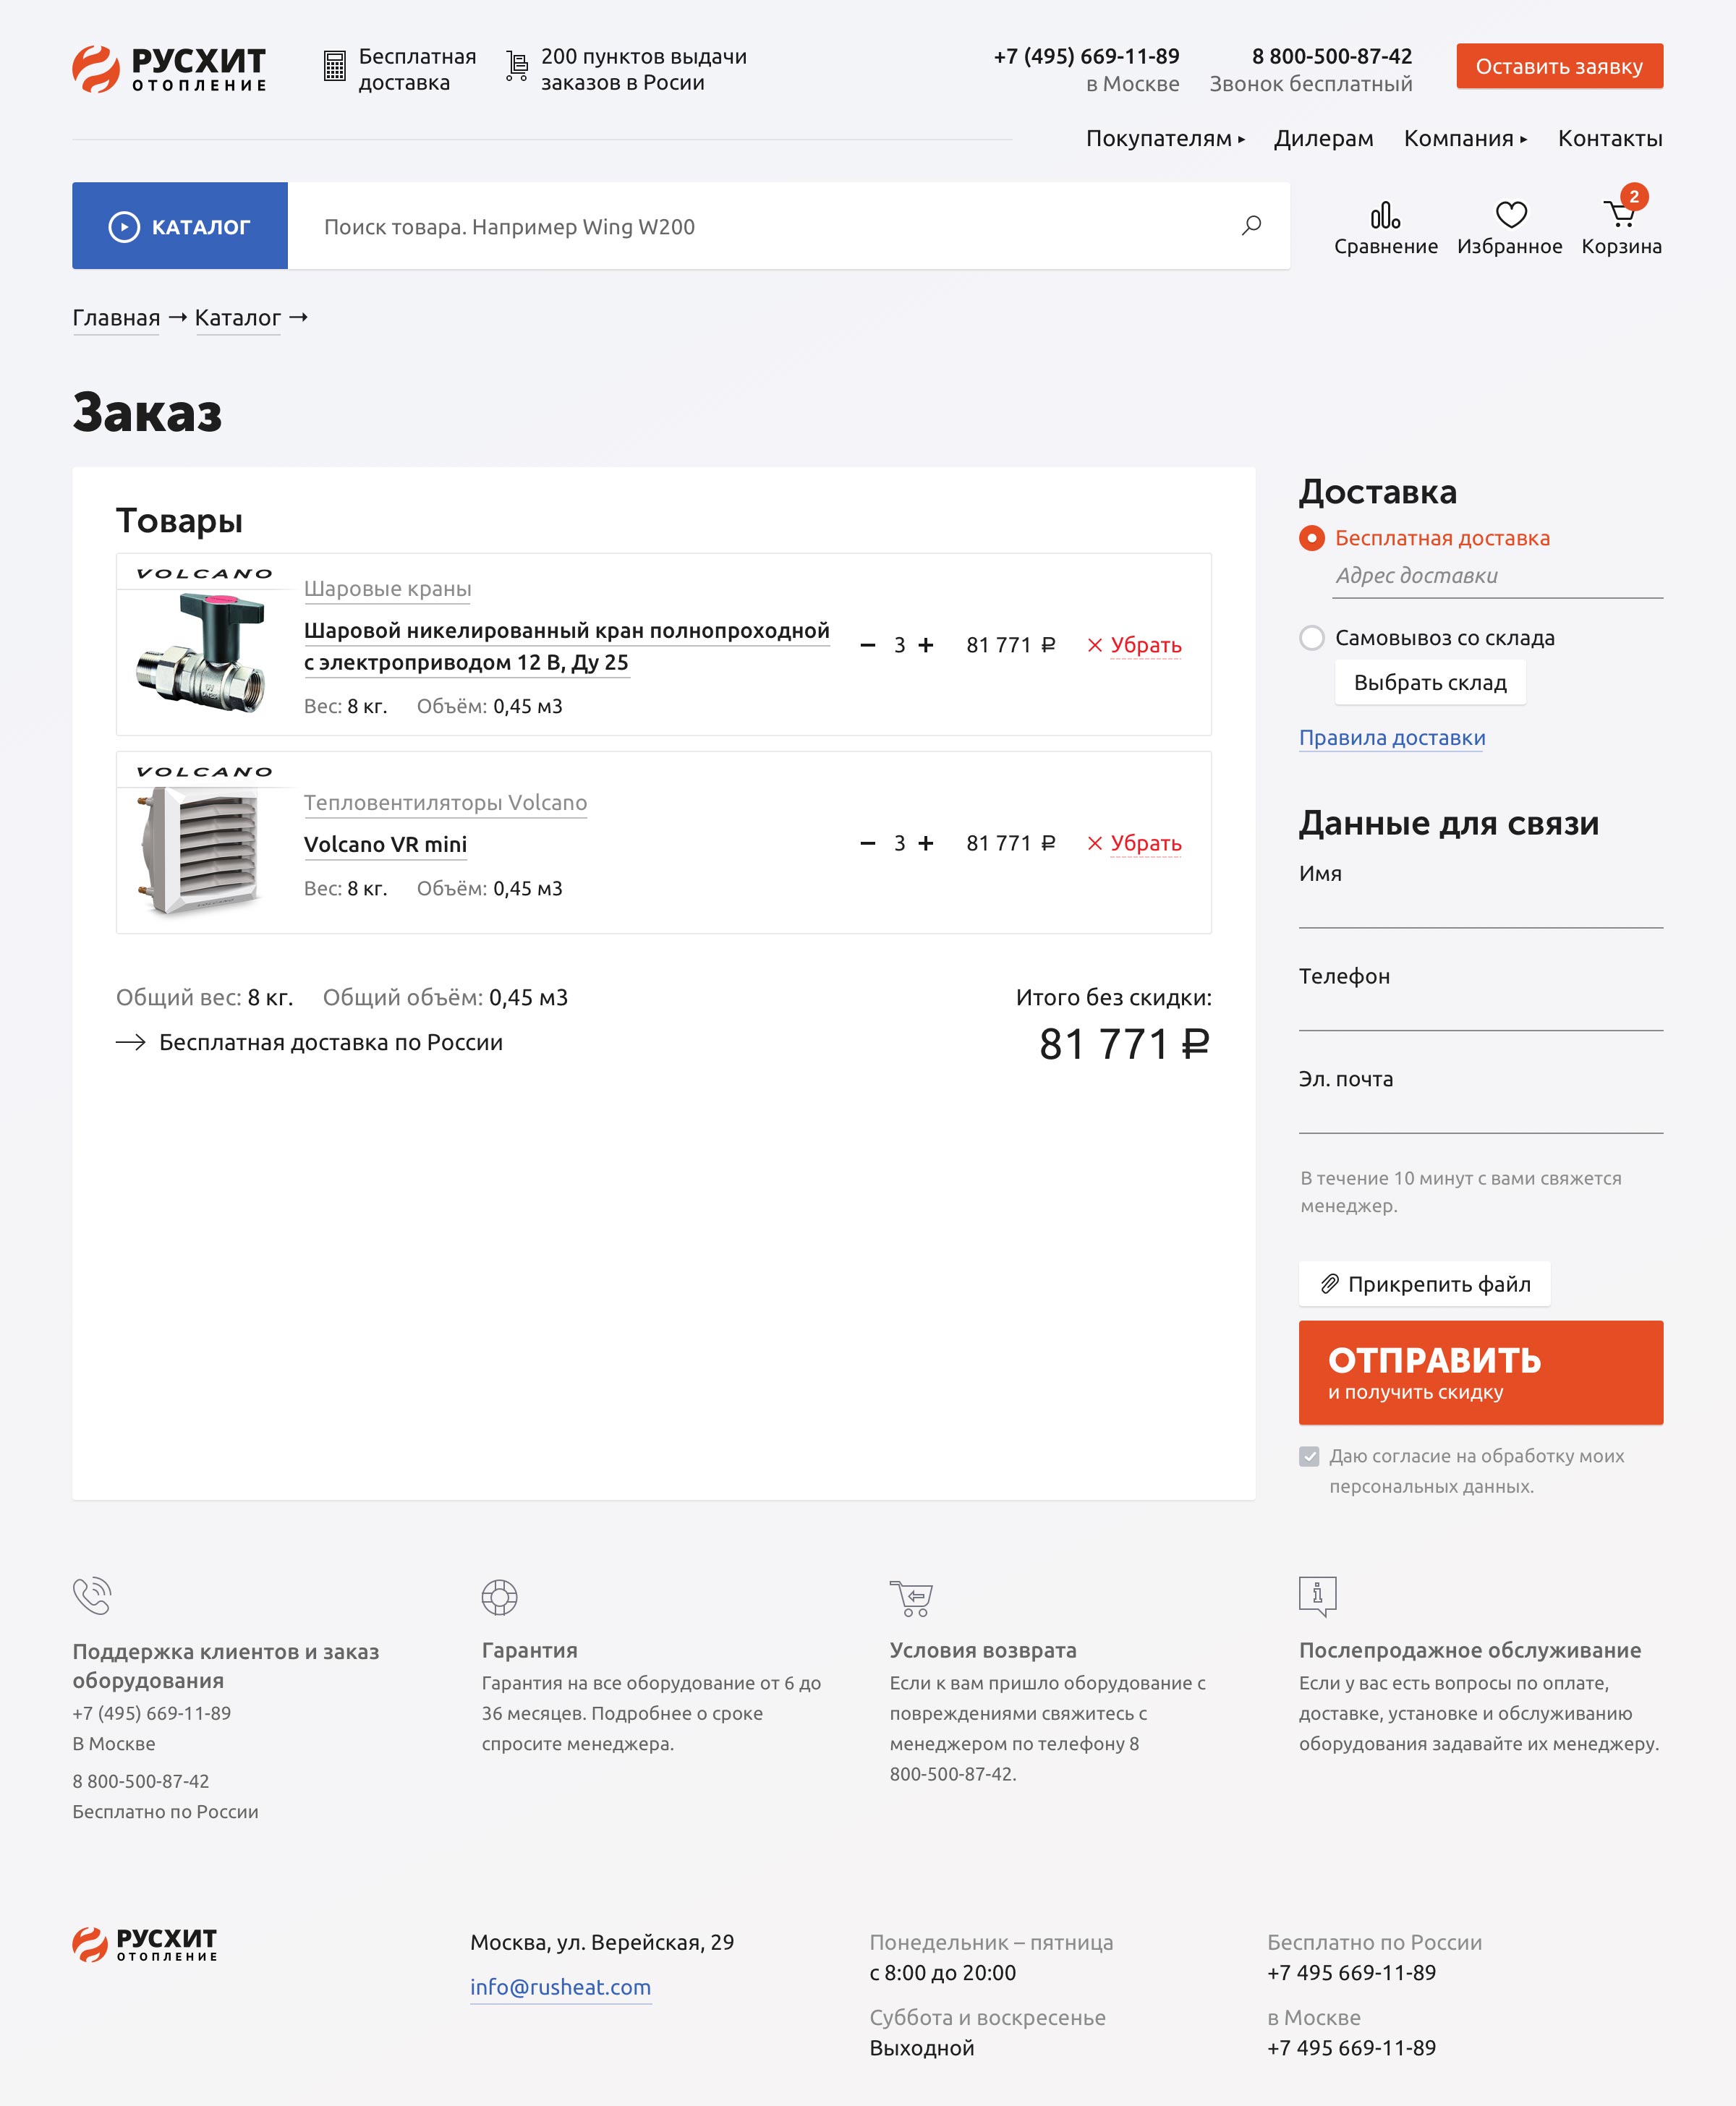 РУСХИТ
ОТОПЛЕНИЕ
Бесплатная
доставка
200 пунктов выдачи
заказов в Росии
+7 (495) 669-11-89
в Москве
8 800-500-87-42
Звонок бесплатный
Оставить заявку
Покупателям ▸ Дилерам Компания ▸ Контакты
КАТАЛОГ
Поиск товара. Например Wing W200
Сравнение
Избранное
2
Корзина
Главная → Каталог →
Заказ
Товары
VOLCANO
Шаровые краны
Шаровой никелированный кран полнопроходной
с электроприводом 12 В, Ду 25
Вес: 8 кг. Объём: 0,45 м3
− 3 + 81 771 ₽ × Убрать
VOLCANO
Тепловентиляторы Volcano
Volcano VR mini
Вес: 8 кг. Объём: 0,45 м3
− 3 + 81 771 ₽ × Убрать
Общий вес: 8 кг. Общий объём: 0,45 м3
→ Бесплатная доставка по России
Итого без скидки:
81 771 ₽
Доставка
Бесплатная доставка
Адрес доставки
Самовывоз со склада
Выбрать склад
Правила доставки
Данные для связи
Имя
Телефон
Эл. почта
В течение 10 минут с вами свяжется
менеджер.
Прикрепить файл
ОТПРАВИТЬ
и получить скидку
Даю согласие на обработку моих
персональных данных.
Поддержка клиентов и заказ
оборудования
+7 (495) 669-11-89
В Москве
8 800-500-87-42
Бесплатно по России
Гарантия
Гарантия на все оборудование от 6 до
36 месяцев. Подробнее о сроке
спросите менеджера.
Условия возврата
Если к вам пришло оборудование с
повреждениями свяжитесь с
менеджером по телефону 8
800-500-87-42.
Послепродажное обслуживание
Если у вас есть вопросы по оплате,
доставке, установке и обслуживанию
оборудования задавайте их менеджеру.
РУСХИТ
ОТОПЛЕНИЕ
Москва, ул. Верейская, 29
info@rusheat.com
Понедельник – пятница
с 8:00 до 20:00
Суббота и воскресенье
Выходной
Бесплатно по России
+7 495 669-11-89
в Москве
+7 495 669-11-89